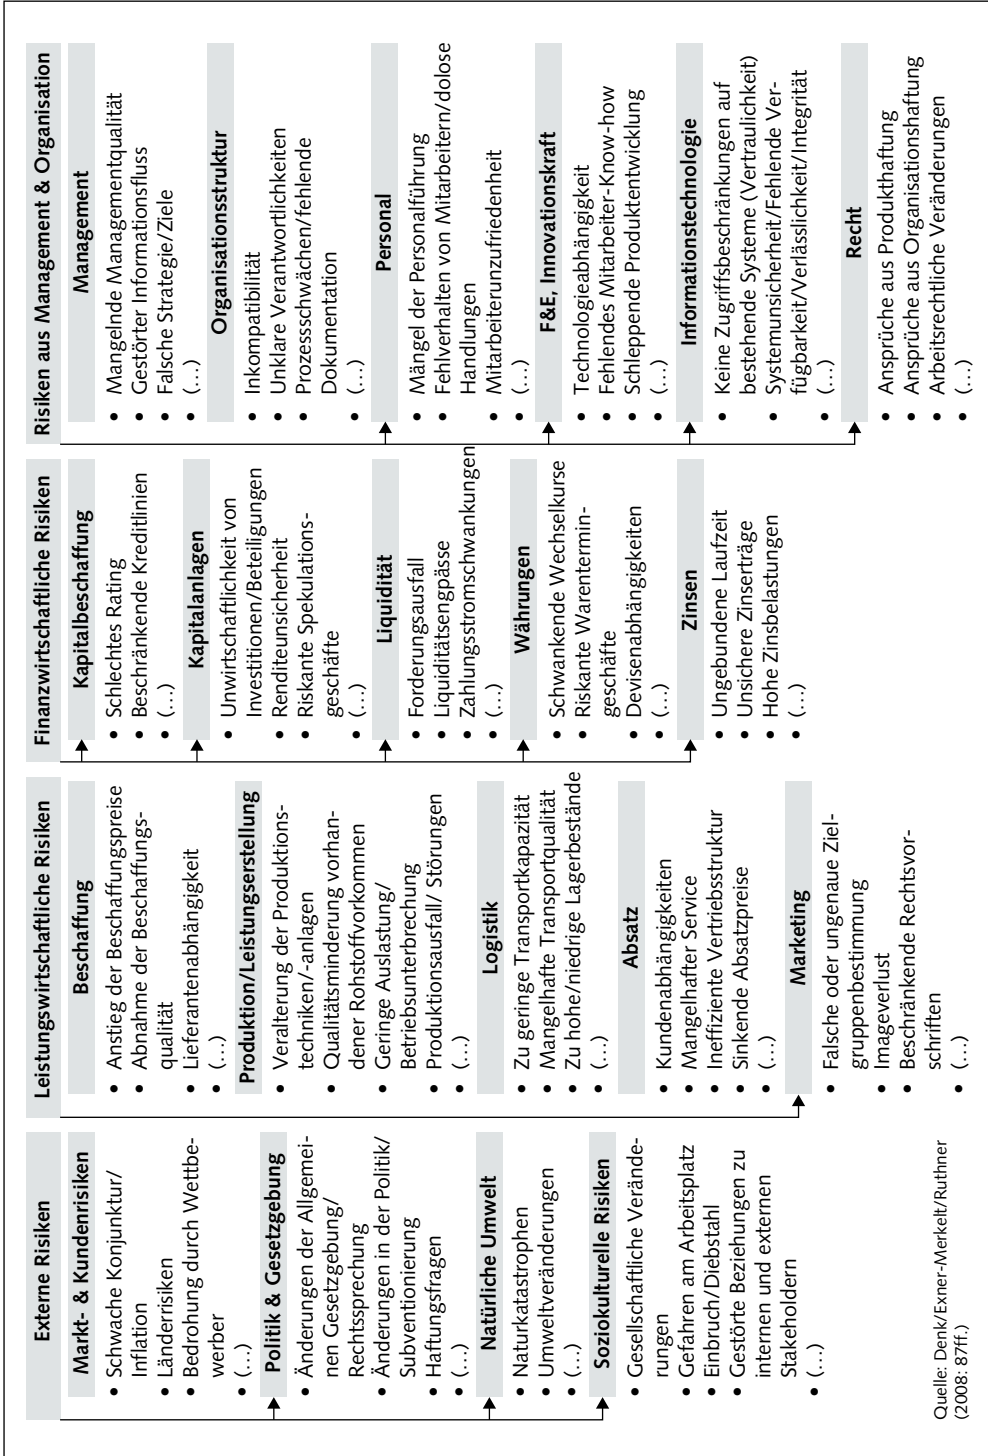 Externe Risiken
Markt- & Kundenrisiken
• Schwache Konjunktur/
Inflation
• Länderrisiken
• Bedrohung durch Wettbe-
werber
• (…)
Politik & Gesetzgebung
• Änderungen der Allgemei-
nen Gesetzgebung/
Rechtssprechung
• Änderungen in der Politik/
Subventionierung
• Haftungsfragen
• (…)
Natürliche Umwelt
• Naturkatastrophen
• Umweltveränderungen
• (…)
Soziokulturelle Risiken
• Gesellschaftliche Verände-
rungen
• Gefahren am Arbeitsplatz
• Einbruch/Diebstahl
• Gestörte Beziehungen zu
internen und externen
Stakeholdern
• (…)
Leistungswirtschaftliche Risiken
Beschaffung
• Anstieg der Beschaffungspreise
• Abnahme der Beschaffungs-
qualität
• Lieferantenabhängigkeit
• (…)
Produktion/Leistungserstellung
• Veralterung der Produktions-
techniken/-anlagen
• Qualitätsminderung vorhan-
dener Rohstoffvorkommen
• Geringe Auslastung/
Betriebsunterbrechung
• Produktionsausfall/ Störungen
• (…)
Logistik
• Zu geringe Transportkapazität
• Mangelhafte Transportqualität
• Zu hohe/niedrige Lagerbestände
• (…)
Absatz
• Kundenabhängigkeiten
• Mangelhafter Service
• Ineffiziente Vertriebsstruktur
• Sinkende Absatzpreise
• (…)
Marketing
• Falsche oder ungenaue Ziel-
gruppenbestimmung
• Imageverlust
• Beschränkende Rechtsvor-
schriften
• (…)
Finanzwirtschaftliche Risiken
Kapitalbeschaffung
• Schlechtes Rating
• Beschränkende Kreditlinien
• (…)
Kapitalanlagen
• Unwirtschaftlichkeit von
Investitionen/Beteiligungen
• Renditeunsicherheit
• Riskante Spekulations-
geschäfte
• (…)
Liquidität
• Forderungsausfall
• Liquiditätsengpässe
• Zahlungsstromschwankungen
• (…)
Währungen
• Schwankende Wechselkurse
• Riskante Warentermin-
geschäfte
• Devisenabhängigkeiten
• (…)
Zinsen
• Ungebundene Laufzeit
• Unsichere Zinserträge
• Hohe Zinsbelastungen
• (…)
Risiken aus Management & Organisation
Management
• Mangelnde Managementqualität
• Gestörter Informationsfluss
• Falsche Strategie/Ziele
• (…)
Organisationsstruktur
• Inkompatibilität
• Unklare Verantwortlichkeiten
• Prozessschwächen/fehlende
Dokumentation
• (…)
Personal
• Mängel der Personalführung
• Fehlverhalten von Mitarbeitern/dolose
Handlungen
• Mitarbeiterunzufriedenheit
• (…)
F&E, Innovationskraft
• Technologieabhängigkeit
• Fehlendes Mitarbeiter-Know-how
• Schleppende Produktentwicklung
• (…)
Informationstechnologie
• Keine Zugriffsbeschränkungen auf
bestehende Systeme (Vertraulichkeit)
• Systemunsicherheit/Fehlende Ver-
fügbarkeit/Verlässlichkeit/Integrität
• (…)
Recht
• Ansprüche aus Produkthaftung
• Ansprüche aus Organisationshaftung
• Arbeitsrechtliche Veränderungen
• (…)
Quelle: Denk/Exner-Merkelt/Ruthner
(2008: 87ff.)